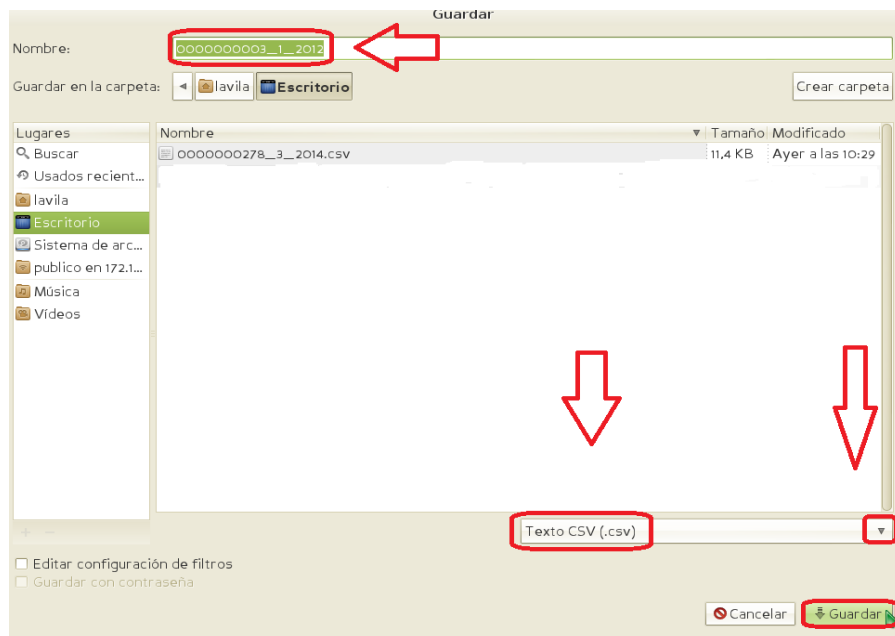 Guardar
Nombre: 0000000003_1_2012
Guardar en la carpeta: lavila Escritorio Crear carpeta
Lugares Nombre Tamaño Modificado
Buscar 0000000278_3_2014.csv 11,4 KB Ayer a las 10:29
Usados recient...
lavila
Escritorio
Sistema de arc...
publico en 172.1...
Música
Vídeos
Texto CSV (.csv)
Editar configuración de filtros
Guardar con contraseña
Cancelar Guardar